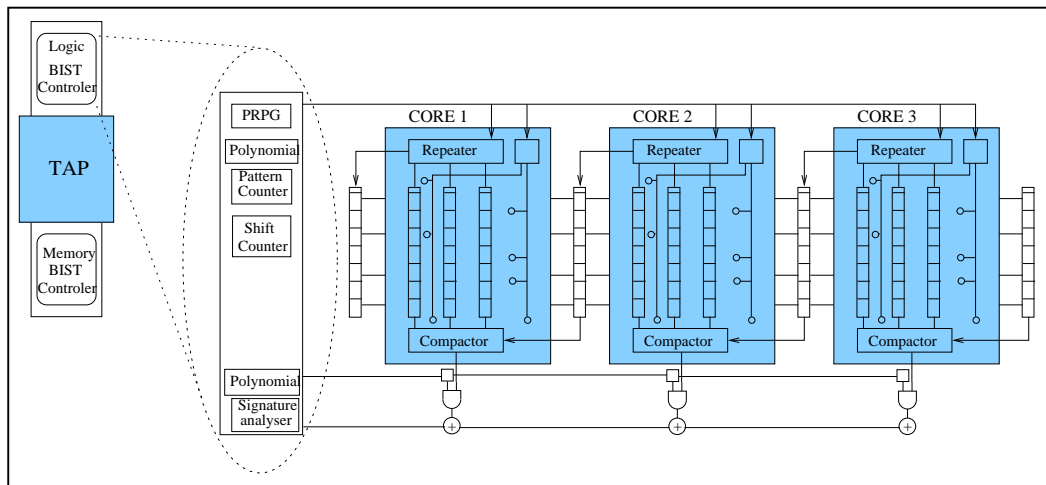 Logic
BIST
Controler
TAP
Memory
BIST
Controler
PRPG
Polynomial
Pattern
Counter
Shift
Counter
Polynomial
Signature
analyser
CORE 1
Repeater
Compactor
CORE 2
Repeater
Compactor
CORE 3
Repeater
Compactor
+
+
+